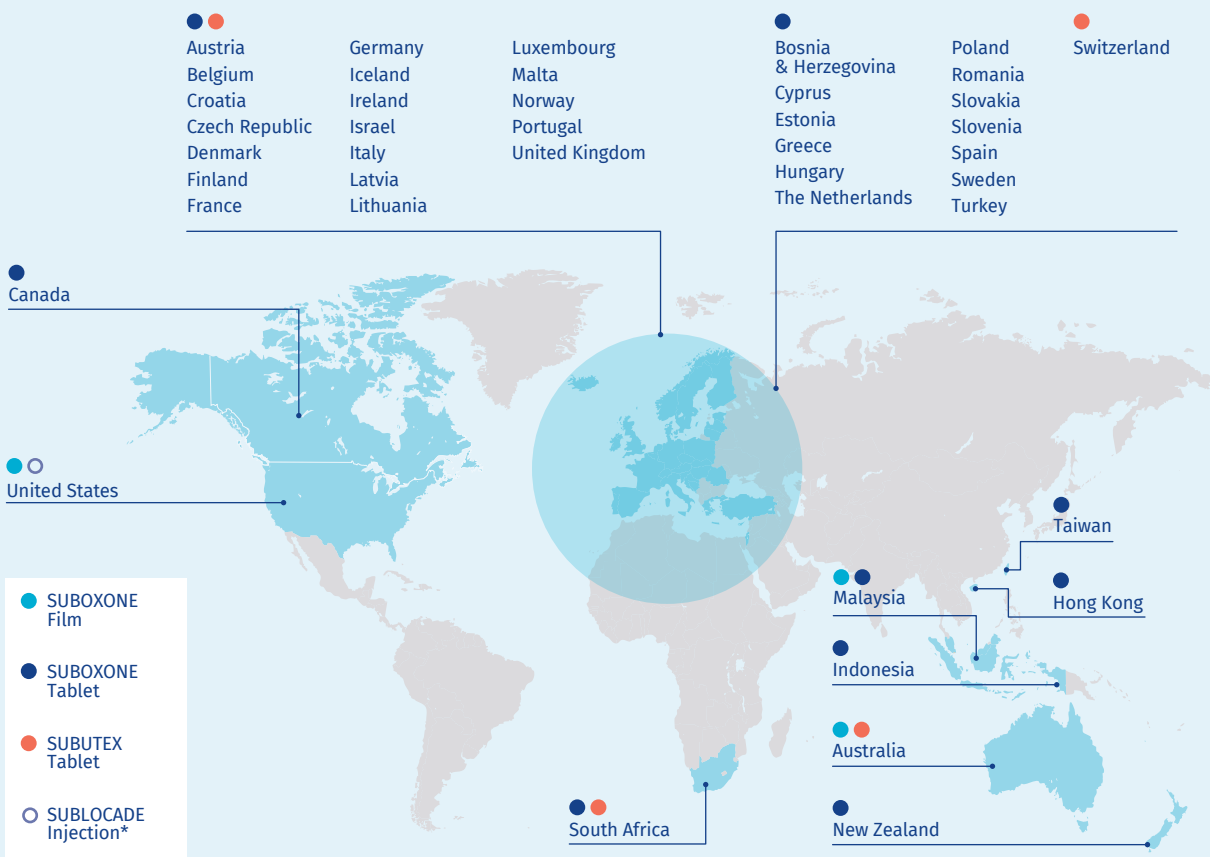 Austria
Belgium
Croatia
Czech Republic
Denmark
Finland
France
Germany
Iceland
Ireland
Israel
Italy
Latvia
Lithuania
Luxembourg
Malta
Norway
Portugal
United Kingdom
Bosnia
& Herzegovina
Cyprus
Estonia
Greece
Hungary
The Netherlands
Poland
Romania
Slovakia
Slovenia
Spain
Sweden
Turkey
Switzerland
Canada
United States
Taiwan
Malaysia
Hong Kong
Indonesia
Australia
South Africa
New Zealand
SUBOXONE
Film
SUBOXONE
Tablet
SUBUTEX
Tablet
SUBLOCADE
Injection*